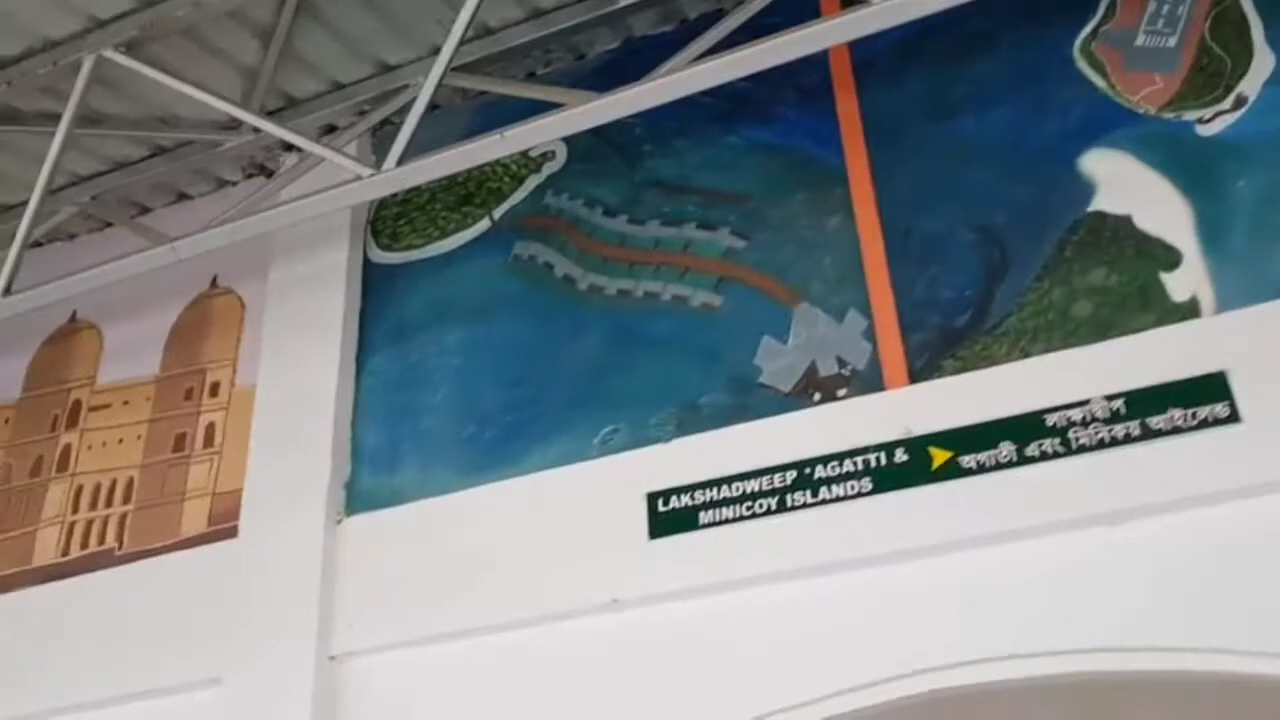 LAKSHADWEEP *AGATTI &
MINICOY ISLANDS
লাক্ষাদ্বীপ
অগাতী এবং মিনিকয় আইলেন্ড